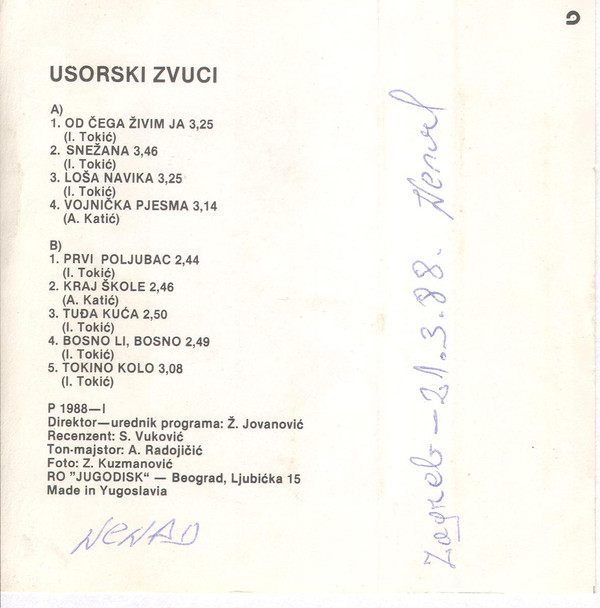 USORSKI ZVUCI
A)
1. OD ČEGA ŽIVIM JA 3,25
(I. Tokić)
2. SNEŽANA 3,46
(I. Tokić)
3. LOŠA NAVIKA 3,25
(I. Tokić)
4. VOJNIČKA PJESMA 3,14
(A. Katić)
B)
1. PRVI POLJUBAC 2,44
(I. Tokić)
2. KRAJ ŠKOLE 2,46
(A. Katić)
3. TUĐA KUĆA 2,50
(I. Tokić)
4. BOSNO LI, BOSNO 2,49
(I. Tokić)
5. TOKINO KOLO 3,08
(I. Tokić)
P 1988—I
Direktor—urednik programa: Ž. Jovanović
Recenzent: S. Vuković
Ton-majstor: A. Radojičić
Foto: Z. Kuzmanović
RO "JUGODISK" — Beograd, Ljubićka 15
Made in Yugoslavia
NENAD
Zagreb—21.3.88. Nenad